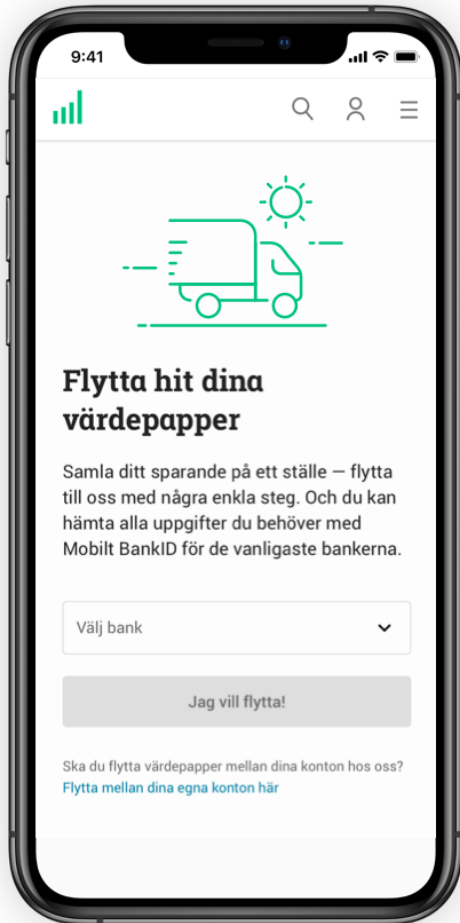 9:41
Flytta hit dina
värdepapper
Samla ditt sparande på ett ställe — flytta
till oss med några enkla steg. Och du kan
hämta alla uppgifter du behöver med
Mobilt BankID för de vanligaste bankerna.
Välj bank
Jag vill flytta!
Ska du flytta värdepapper mellan dina konton hos oss?
Flytta mellan dina egna konton här